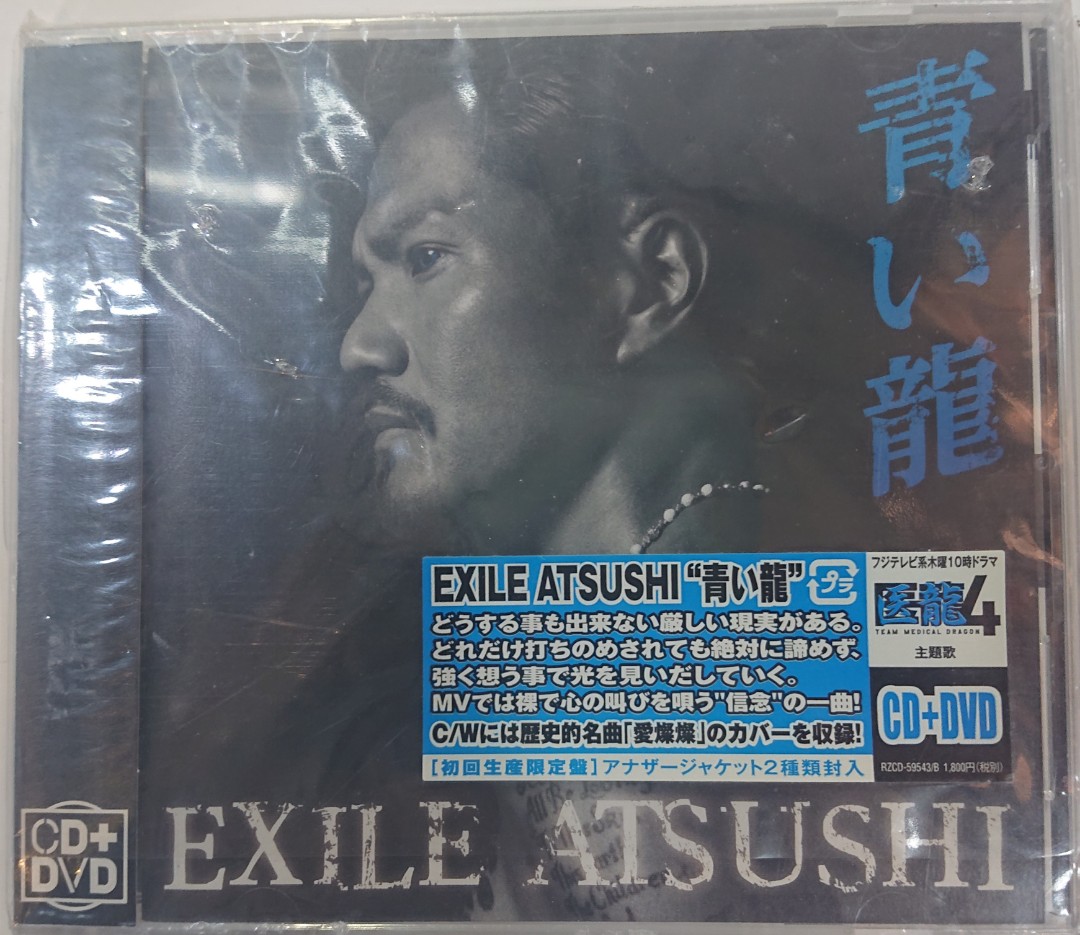 青い龍
EXILE ATSUSHI“青い龍”
プラ
どうする事も出来ない厳しい現実がある。
どれだけ打ちのめされても絶対に諦めず、
強く想う事で光を見いだしていく。
MVでは裸で心の叫びを唄う"信念"の一曲!
C/Wには歴史的名曲「愛燦燦」のカバーを収録!
[初回生産限定盤]アナザージャケット2種類封入
フジテレビ系木曜10時ドラマ
医龍4
TEAM MEDICAL DRAGON
主題歌
CD+DVD
RZCD-59543/B 1,800円(税別)
CD+
DVD
EXILE ATSUSHI
the Children